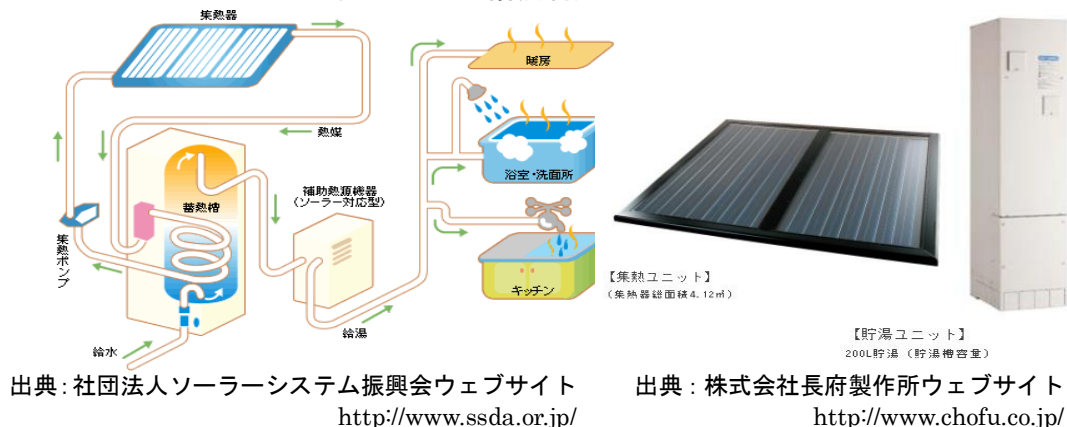 集熱器
熱媒
集熱ポンプ
蓄熱槽
補助熱源機器
(ソーラー対応型)
給水
給湯
暖房
浴室・洗面所
キッチン
【集熱ユニット】
(集熱器総面積4.12㎡)
【貯湯ユニット】
200L貯湯(貯湯槽容量)
出典:社団法人ソーラーシステム振興会ウェブサイト
http://www.ssda.or.jp/
出典:株式会社長府製作所ウェブサイト
http://www.chofu.co.jp/